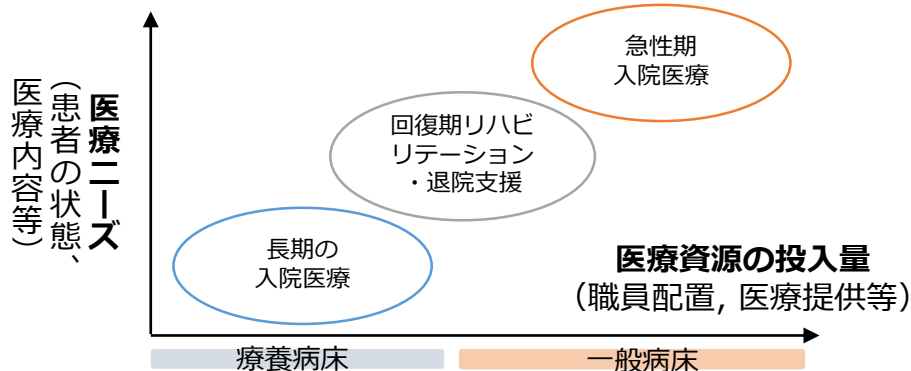 医療ニーズ
（患者の状態、
医療内容等）
急性期
入院医療
回復期リハビ
リテーション
・退院支援
長期の
入院医療
医療資源の投入量
（職員配置, 医療提供等）
療養病床
一般病床